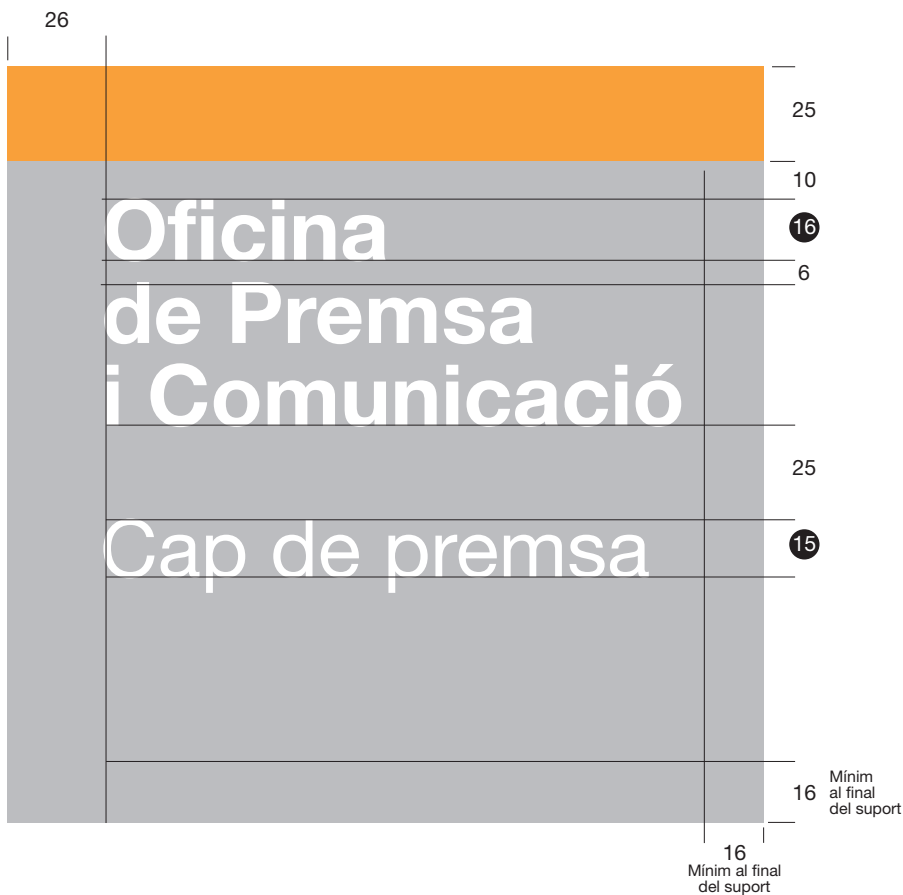 26
25
10
Oficina
16
6
de Premsa
i Comunicació
25
Cap de premsa
15
16
Mínim
al final
del suport
16
Mínim al final
del suport